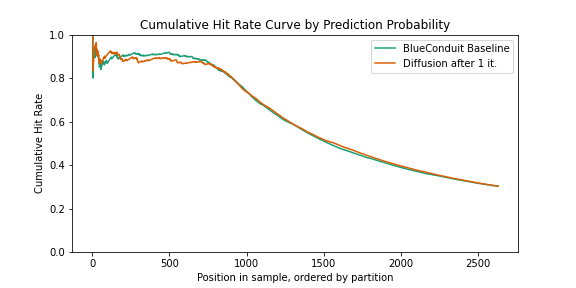 Cumulative Hit Rate Curve by Prediction Probability
1.0
0.8
0.6
0.4
0.2
0.0
Cumulative Hit Rate
BlueConduit Baseline
Diffusion after 1 it.
0 500 1000 1500 2000 2500
Position in sample, ordered by partition